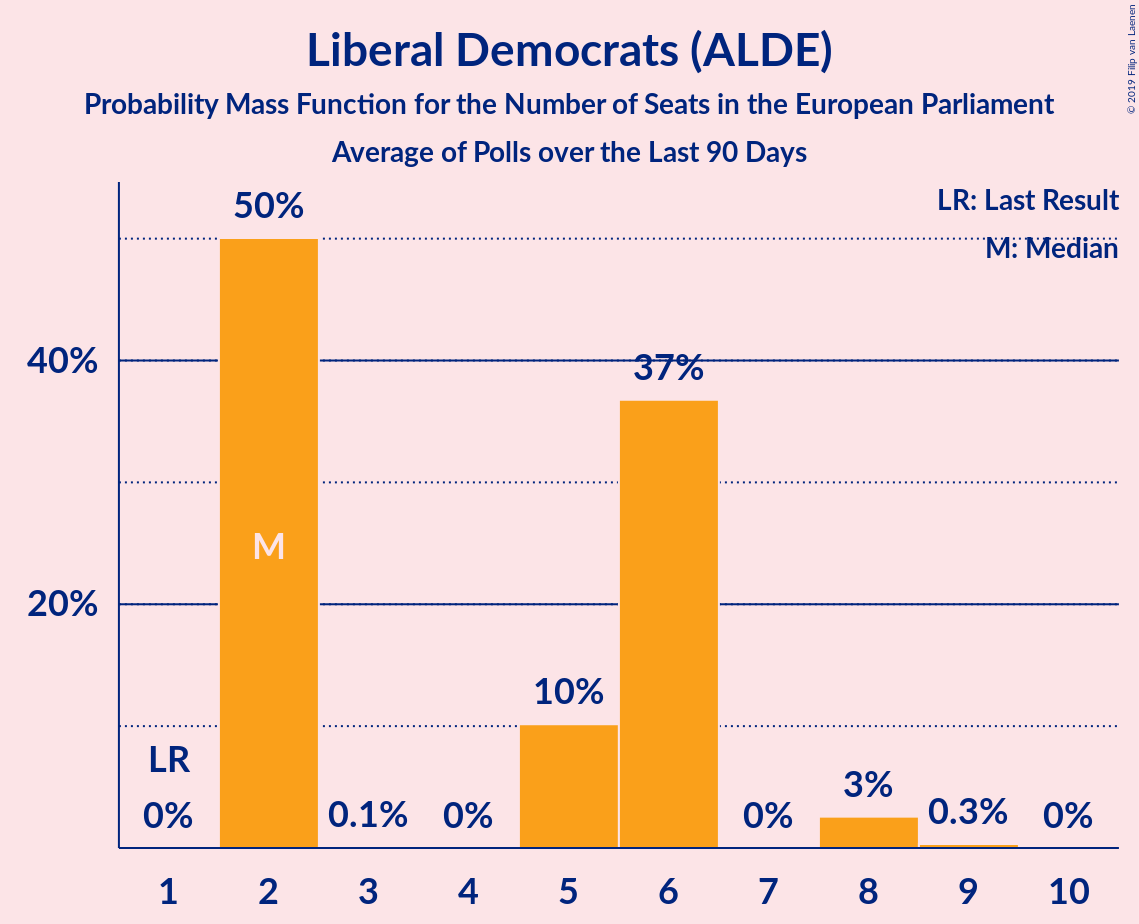 © 2019 Filip van Laenen
Liberal Democrats (ALDE)
Probability Mass Function for the Number of Seats in the European Parliament
Average of Polls over the Last 90 Days
LR: Last Result
M: Median
50%
40%
37%
M
20%
10%
LR
0%
0.1%
0%
0%
3%
0.3%
0%
1 2 3 4 5 6 7 8 9 10